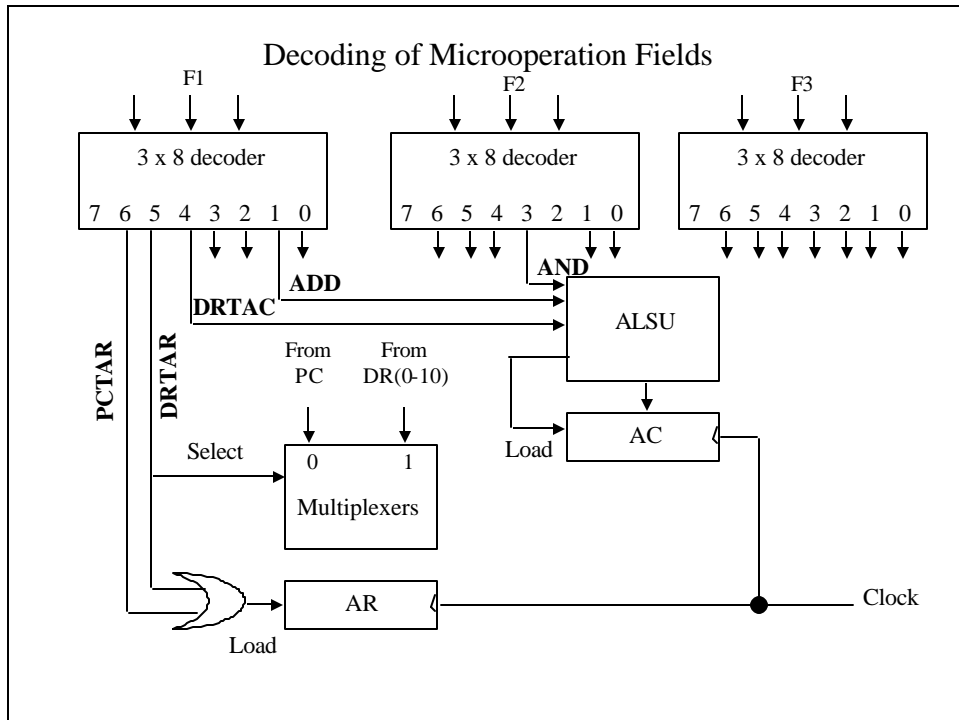 Decoding of Microoperation Fields
F1 F2 F3
3 x 8 decoder 3 x 8 decoder 3 x 8 decoder
7 6 5 4 3 2 1 0 7 6 5 4 3 2 1 0 7 6 5 4 3 2 1 0
AND
ADD
DRTAC
ALSU
PCTAR
DRTAR
From
PC
From
DR(0-10)
Load
AC
Select
0 1
Multiplexers
AR
Clock
Load